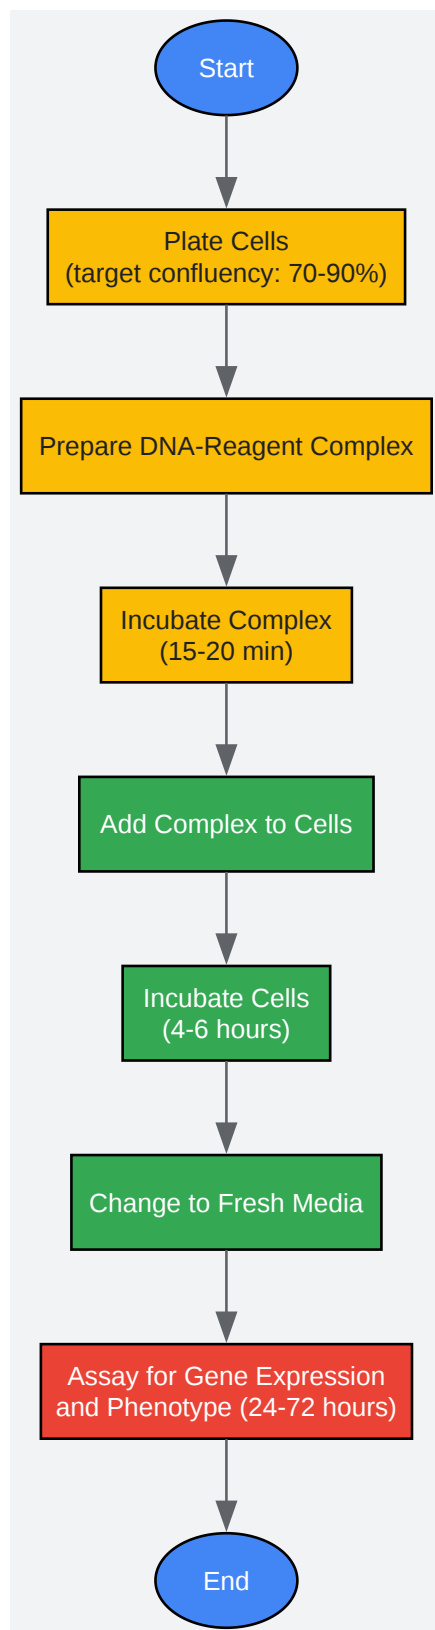 Start
Plate Cells
(target confluency: 70-90%)
Prepare DNA-Reagent Complex
Incubate Complex
(15-20 min)
Add Complex to Cells
Incubate Cells
(4-6 hours)
Change to Fresh Media
Assay for Gene Expression
and Phenotype (24-72 hours)
End